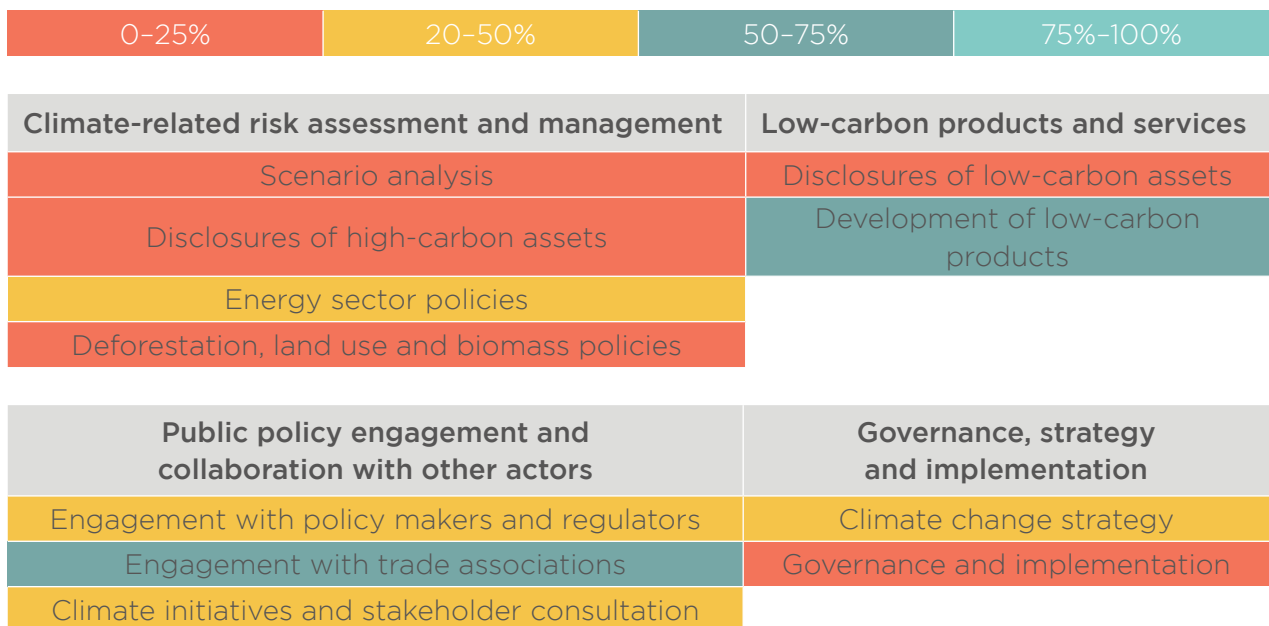 0–25%
20–50%
50–75%
75%–100%
Climate-related risk assessment and management
Scenario analysis
Disclosures of high-carbon assets
Energy sector policies
Deforestation, land use and biomass policies
Low-carbon products and services
Disclosures of low-carbon assets
Development of low-carbon
products
Public policy engagement and
collaboration with other actors
Engagement with policy makers and regulators
Engagement with trade associations
Climate initiatives and stakeholder consultation
Governance, strategy
and implementation
Climate change strategy
Governance and implementation